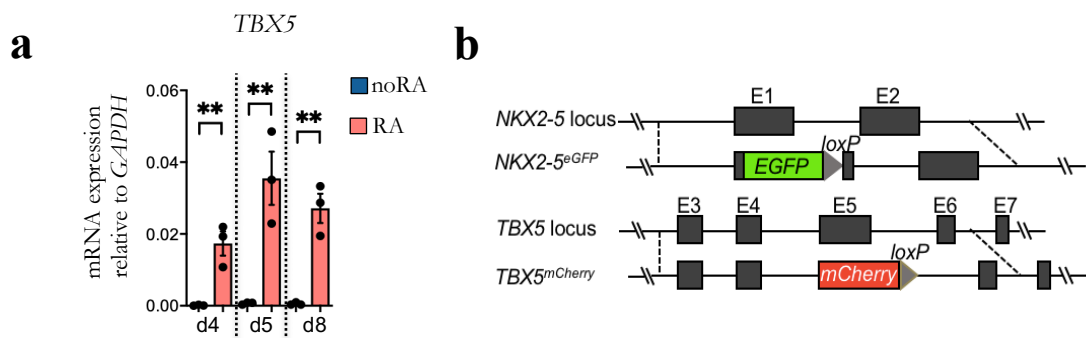 a
TBX5
mRNA expression
relative to GAPDH
0.06
0.04
0.02
0.00
**
**
**
d4
d5
d8
noRA
RA
b
E1
E2
NKX2-5 locus
loxP
NKX2-5eGFP
EGFP
E3
E4
E5
E6
E7
TBX5 locus
loxP
TBX5mCherry
mCherry